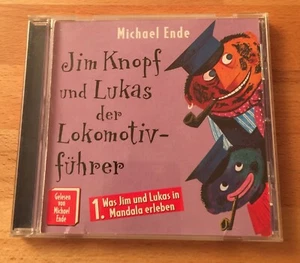 Michael Ende
Jim Knopf
und Lukas
der
Lokomotiv-
führer
Gelesen
von
Michael
Ende
1. Was Jim und Lukas in
Mandala erleben